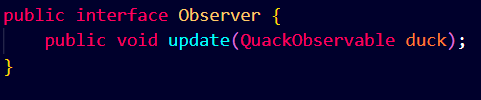 public interface Observer {
    public void update(QuackObservable duck);
}